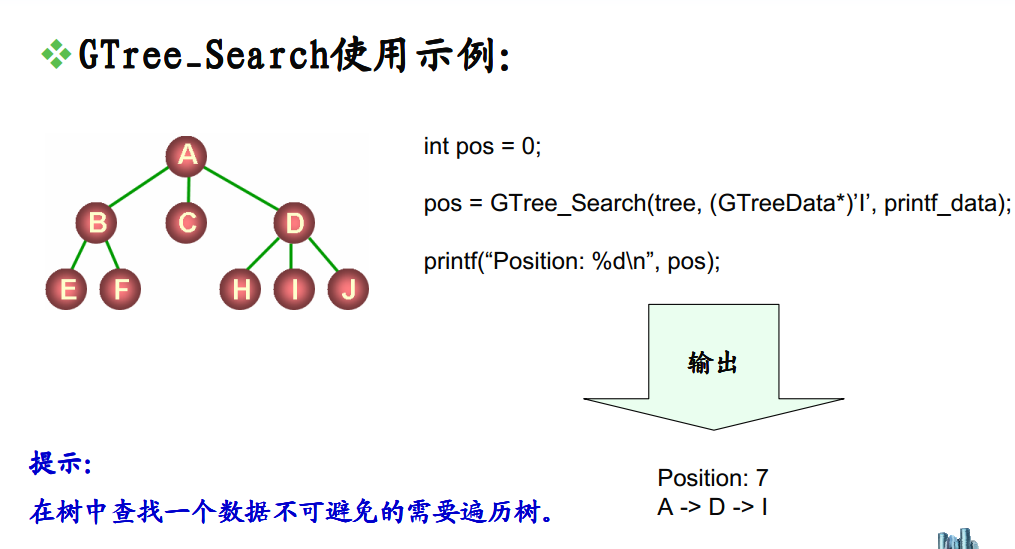 GTree_Search使用示例:
A
B C D
E F H I J
int pos = 0;
pos = GTree_Search(tree, (GTreeData*)’I’, printf_data);
printf(“Position: %d\n”, pos);
输出
Position: 7
A -> D -> I
提示:
在树中查找一个数据不可避免的需要遍历树。